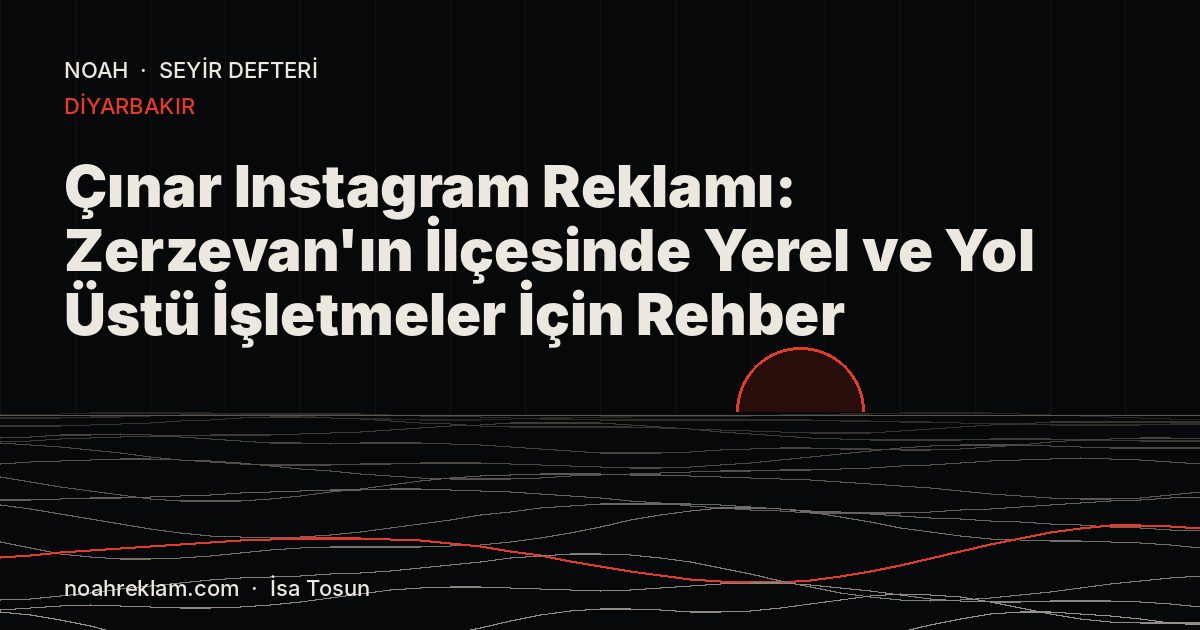 NOAH · SEYİR DEFTERİ
DİYARBAKIR
Çınar Instagram Reklamı:
Zerzevan'ın İlçesinde Yerel ve Yol
Üstü İşletmeler İçin Rehber
noahreklam.com · İsa Tosun